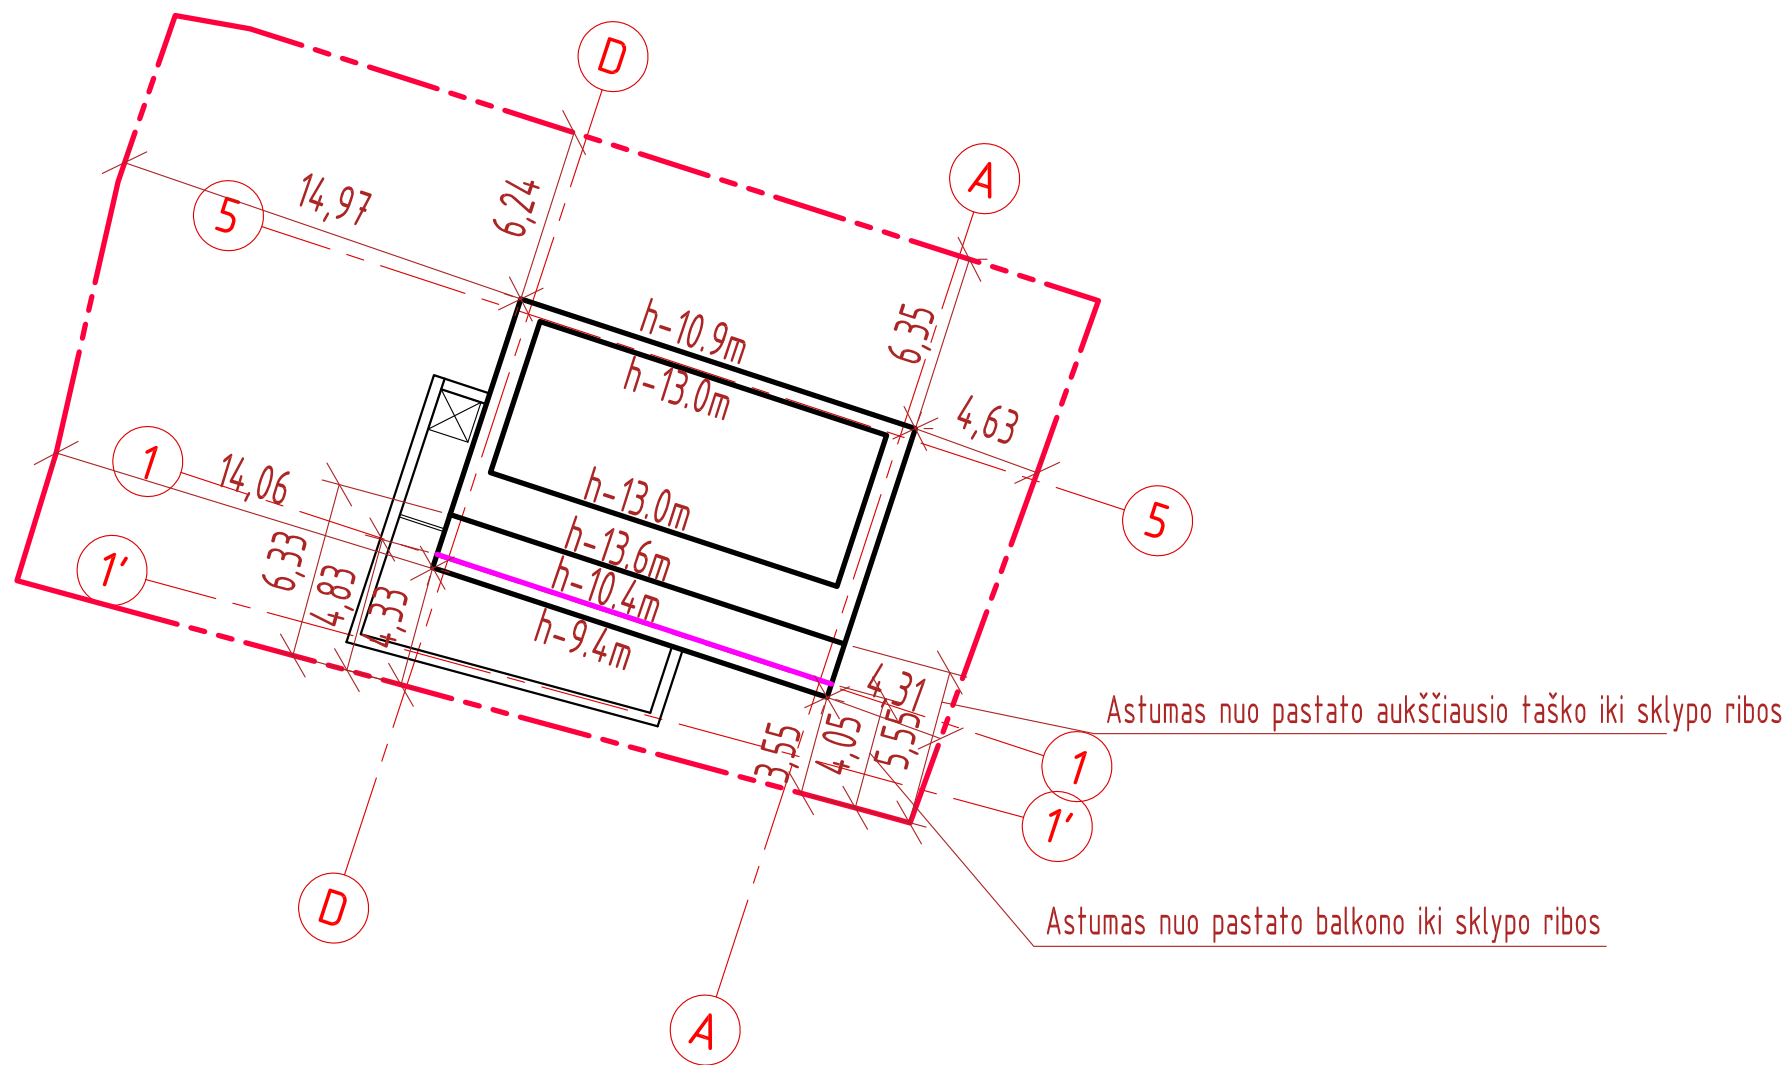 D
A
14,97
6,24
5
6,35
h-10.9m
h-13.0m
4,63
1
14,06
h-13.0m
5
h-13.6m
1'
6,33
4,83
4,33
h-10.4m
h-9.4m
4,31
Astumas nuo pastato aukščiausio taško iki sklypo ribos
3,55
4,05
5,55
1
1'
D
Astumas nuo pastato balkono iki sklypo ribos
A